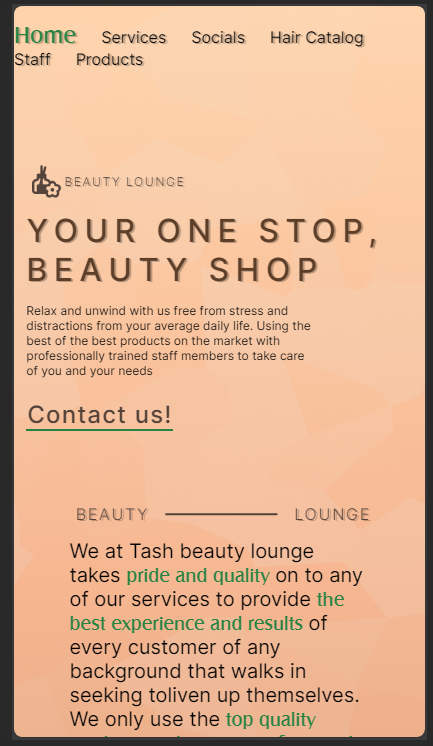 Home Services Socials Hair Catalog
Staff Products
BEAUTY LOUNGE
YOUR ONE STOP,
BEAUTY SHOP
Relax and unwind with us free from stress and
distractions from your average daily life. Using the
best of the best products on the market with
professionally trained staff members to take care
of you and your needs
Contact us!
BEAUTY LOUNGE
We at Tash beauty lounge
takes pride and quality on to any
of our services to provide the
best experience and results of
every customer of any
background that walks in
seeking toliven up themselves.
We only use the top quality